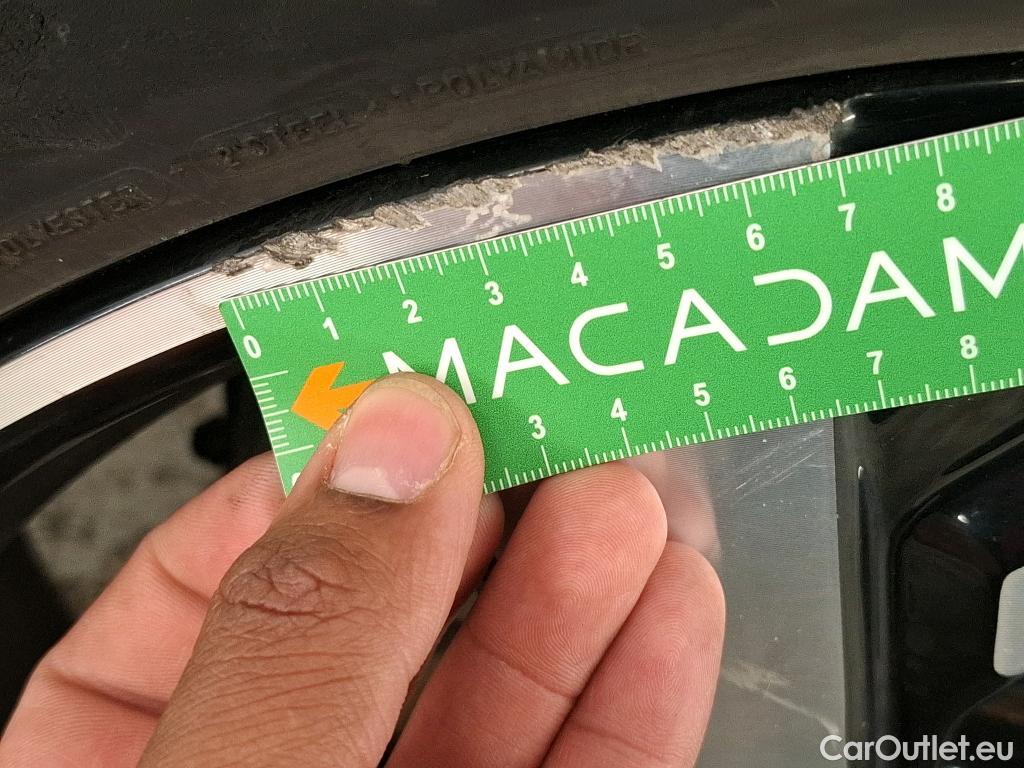 2 STEEL + 1 POLYAMIDE
POLYESTER
0 1 2 3 4 5 6 7 8
MACADAM
3 4 5 6 7 8
CarOutlet.eu